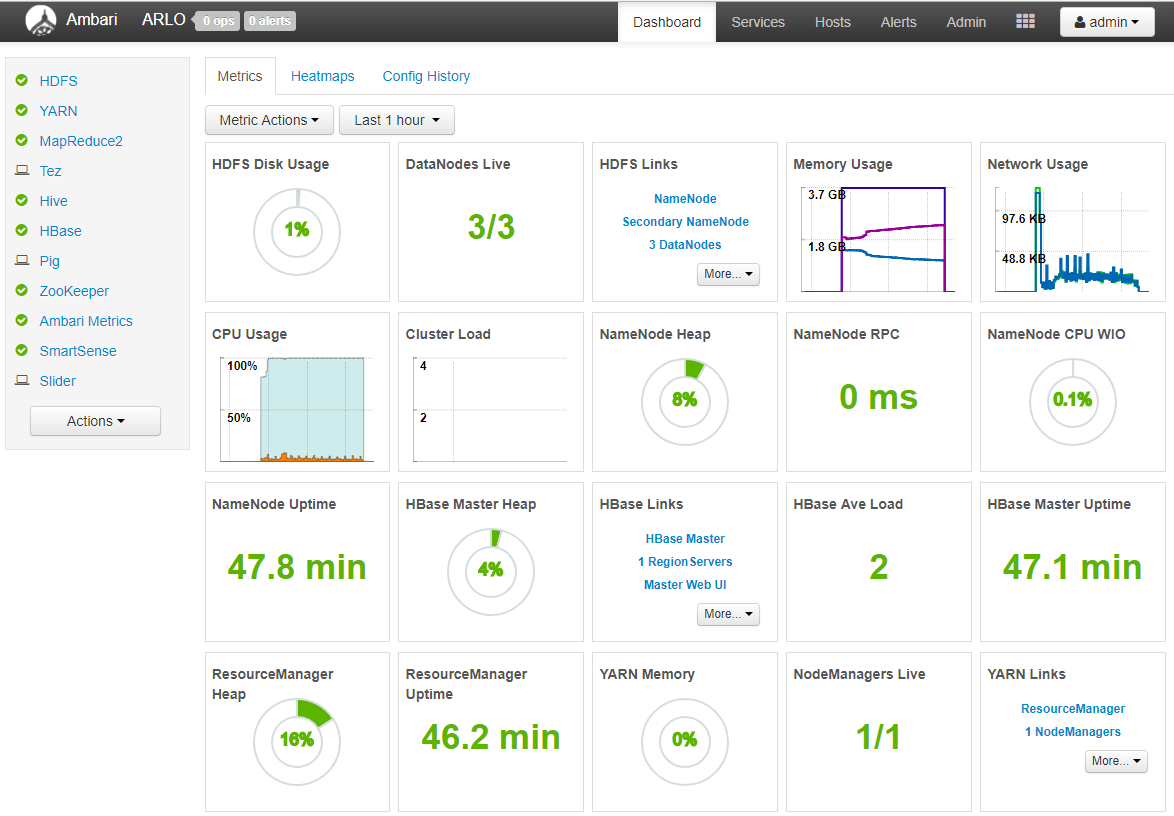 Ambari ARLO 0 ops 0 alerts Dashboard Services Hosts Alerts Admin admin
HDFS
YARN
MapReduce2
Tez
Hive
HBase
Pig
ZooKeeper
Ambari Metrics
SmartSense
Slider
Actions
Metrics Heatmaps Config History
Metric Actions Last 1 hour
HDFS Disk Usage
1%
DataNodes Live
3/3
HDFS Links
NameNode
Secondary NameNode
3 DataNodes
More...
Memory Usage
3.7 GB
1.8 GB
Network Usage
97.6 KB
48.8 KB
CPU Usage
100%
50%
Cluster Load
4
2
NameNode Heap
8%
NameNode RPC
0 ms
NameNode CPU WIO
0.1%
NameNode Uptime
47.8 min
HBase Master Heap
4%
HBase Links
HBase Master
1 RegionServers
Master Web UI
More...
HBase Ave Load
2
HBase Master Uptime
47.1 min
ResourceManager
Heap
16%
ResourceManager
Uptime
46.2 min
YARN Memory
0%
NodeManagers Live
1/1
YARN Links
ResourceManager
1 NodeManagers
More...